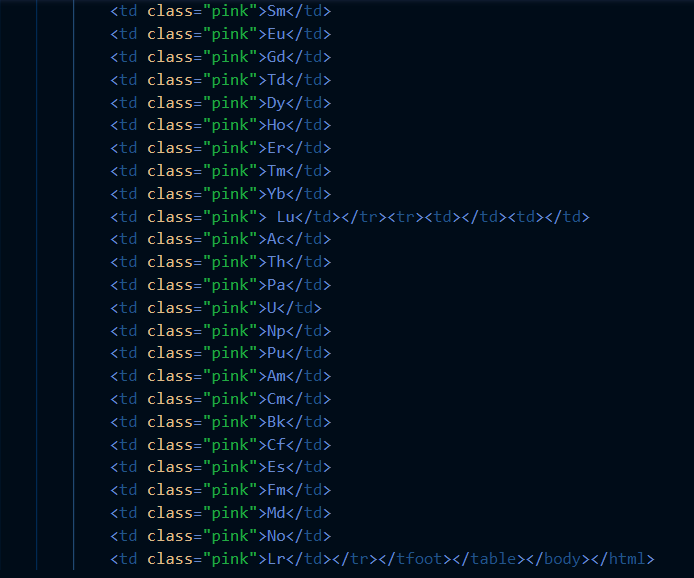 <td class="pink">Sm</td>
<td class="pink">Eu</td>
<td class="pink">Gd</td>
<td class="pink">Td</td>
<td class="pink">Dy</td>
<td class="pink">Ho</td>
<td class="pink">Er</td>
<td class="pink">Tm</td>
<td class="pink">Yb</td>
<td class="pink"> Lu</td></tr><tr><td></td><td></td>
<td class="pink">Ac</td>
<td class="pink">Th</td>
<td class="pink">Pa</td>
<td class="pink">U</td>
<td class="pink">Np</td>
<td class="pink">Pu</td>
<td class="pink">Am</td>
<td class="pink">Cm</td>
<td class="pink">Bk</td>
<td class="pink">Cf</td>
<td class="pink">Es</td>
<td class="pink">Fm</td>
<td class="pink">Md</td>
<td class="pink">No</td>
<td class="pink">Lr</td></tr></tfoot></table></body></html>